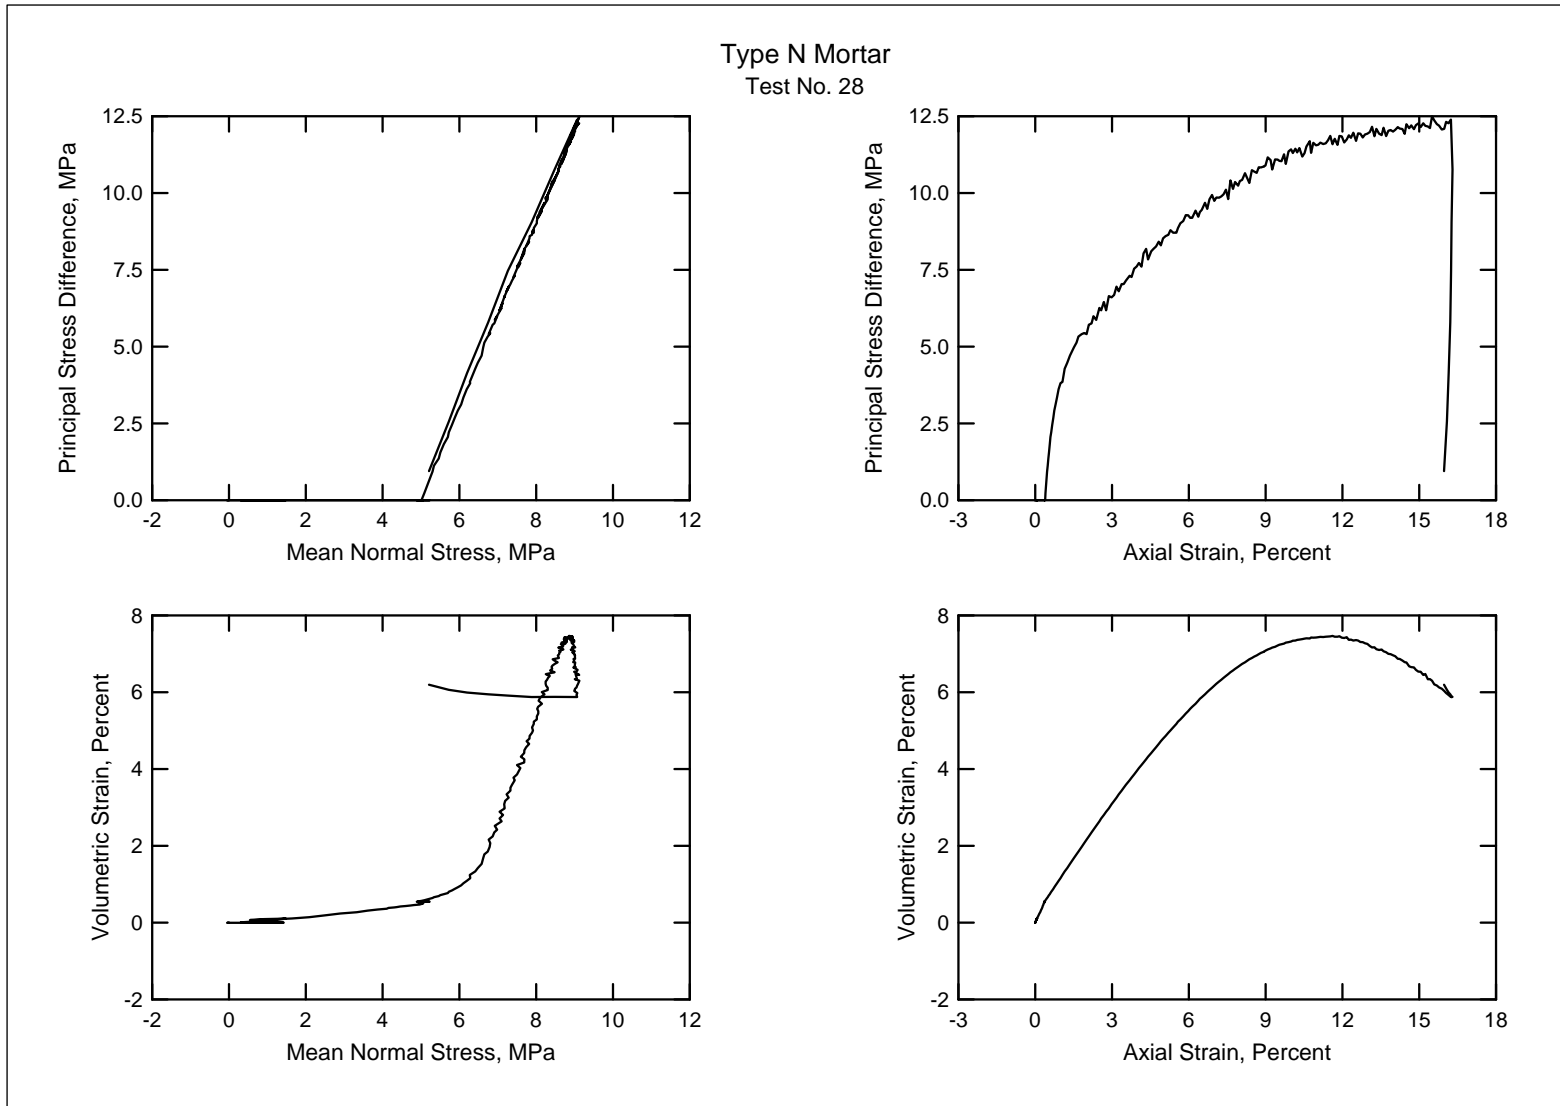 Type N Mortar
Test No. 28
Principal Stress Difference, MPa
12.5
10.0
7.5
5.0
2.5
0.0
-2 0 2 4 6 8 10 12
Mean Normal Stress, MPa
Principal Stress Difference, MPa
12.5
10.0
7.5
5.0
2.5
0.0
-3 0 3 6 9 12 15 18
Axial Strain, Percent
Volumetric Strain, Percent
8
6
4
2
0
-2
-2 0 2 4 6 8 10 12
Mean Normal Stress, MPa
Volumetric Strain, Percent
8
6
4
2
0
-2
-3 0 3 6 9 12 15 18
Axial Strain, Percent